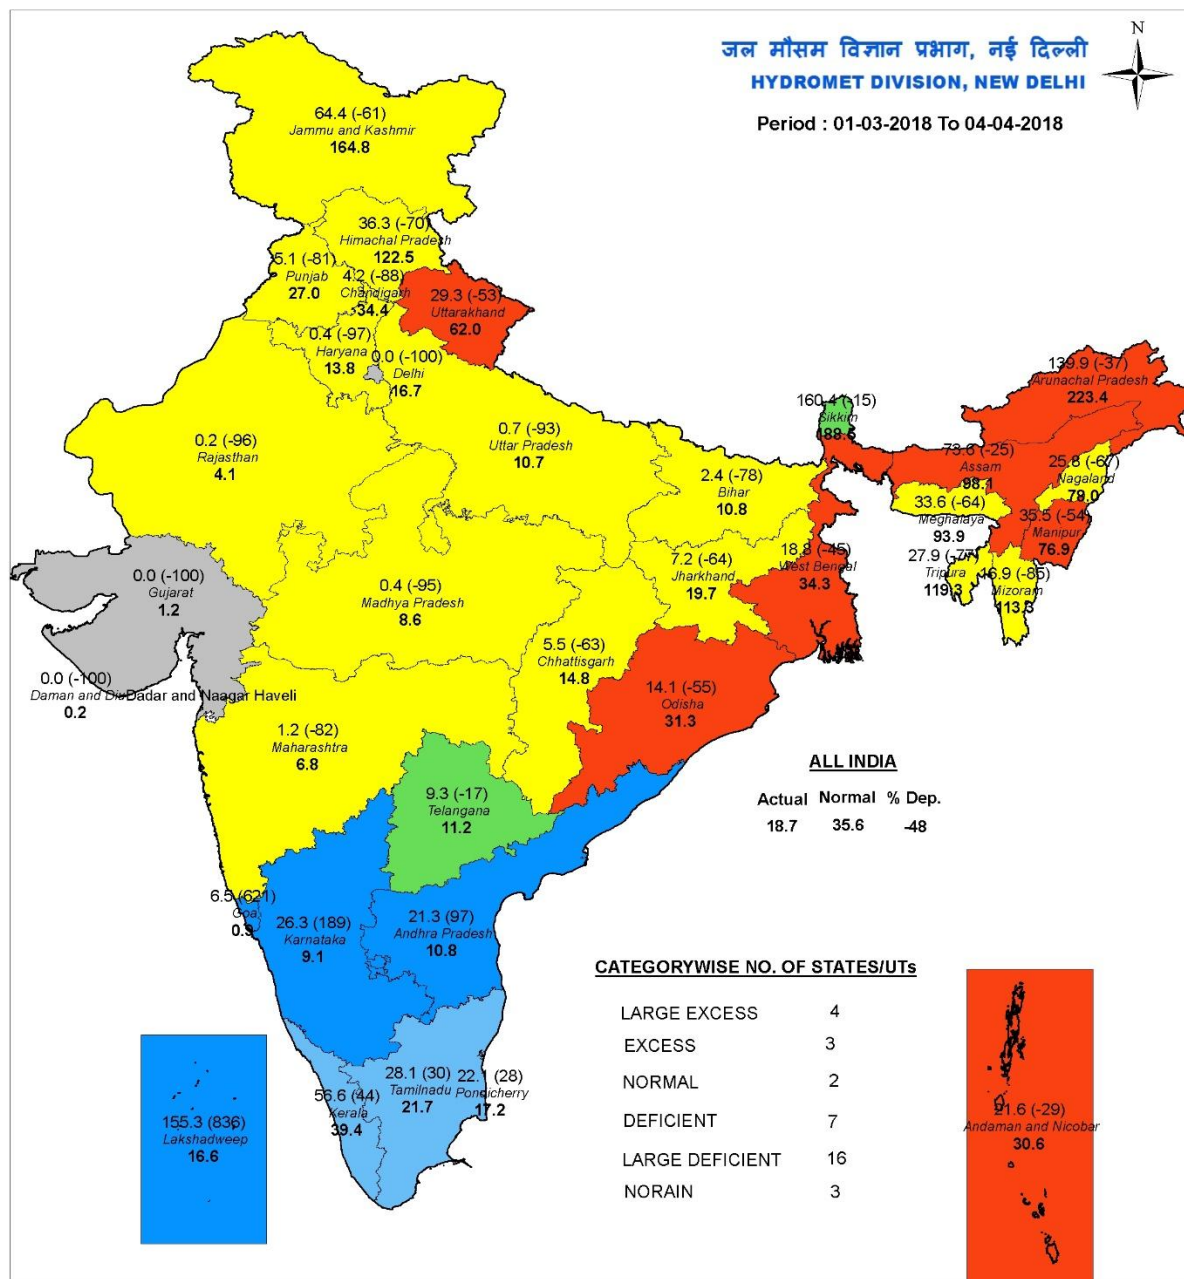 जल मौसम विज्ञान प्रभाग, नई दिल्ली
HYDROMET DIVISION, NEW DELHI
N
Period : 01-03-2018 To 04-04-2018
64.4 (-61)
Jammu and Kashmir
164.8
36.3 (-70)
Himachal Pradesh
122.5
5.1 (-81)
Punjab
27.0
4.2 (-88)
Chandigarh
34.4
29.3 (-53)
Uttarakhand
62.0
0.4 (-97)
Haryana
13.8
0.0 (-100)
Delhi
16.7
139.9 (-37)
Arunachal Pradesh
223.4
160.4 (-15)
Sikkim
188.5
0.2 (-96)
Rajasthan
4.1
0.7 (-93)
Uttar Pradesh
10.7
73.6 (-25)
Assam
98.1
25.8 (-67)
Nagaland
79.0
2.4 (-78)
Bihar
10.8
33.6 (-64)
Meghalaya
93.9
35.5 (-54)
Manipur
76.9
0.0 (-100)
Gujarat
1.2
0.4 (-95)
Madhya Pradesh
8.6
7.2 (-64)
Jharkhand
19.7
18.8 (-45)
West Bengal
34.3
27.9 (-77)
Tripura
119.3
16.9 (-85)
Mizoram
113.3
5.5 (-63)
Chhattisgarh
14.8
0.0 (-100)
Daman and Diu
0.2
Dadar and Naagar Haveli
14.1 (-55)
Odisha
31.3
1.2 (-82)
Maharashtra
6.8
ALL INDIA
Actual Normal % Dep.
18.7 35.6 -48
9.3 (-17)
Telangana
11.2
6.5 (621)
Goa
0.9
26.3 (189)
Karnataka
9.1
21.3 (97)
Andhra Pradesh
10.8
CATEGORYWISE NO. OF STATES/UTs
LARGE EXCESS 4
EXCESS 3
NORMAL 2
DEFICIENT 7
LARGE DEFICIENT 16
NORAIN 3
155.3 (836)
Lakshadweep
16.6
56.6 (44)
Kerala
39.4
28.1 (30)
Tamilnadu
21.7
(28)
Pondicherry
17.2
21.6 (-29)
Andaman and Nicobar
30.6